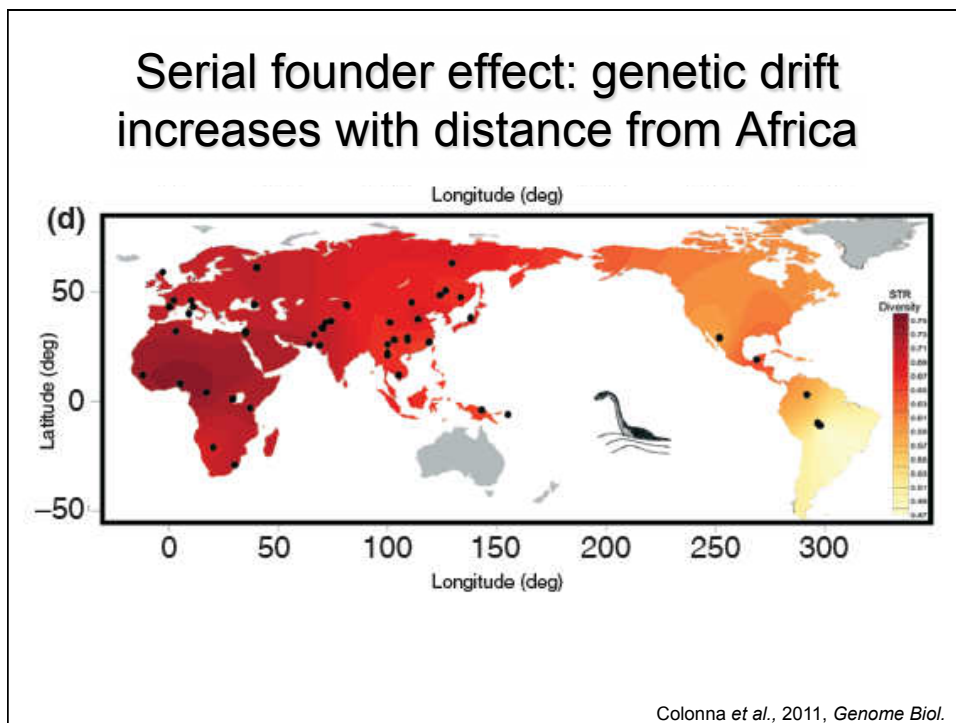 Serial founder effect: genetic drift
increases with distance from Africa
Longitude (deg)
(d)
50
0
–50
Latitude (deg)
STR
Diversity
0 50 100 150 200 250 300
Longitude (deg)
Colonna et al., 2011, Genome Biol.